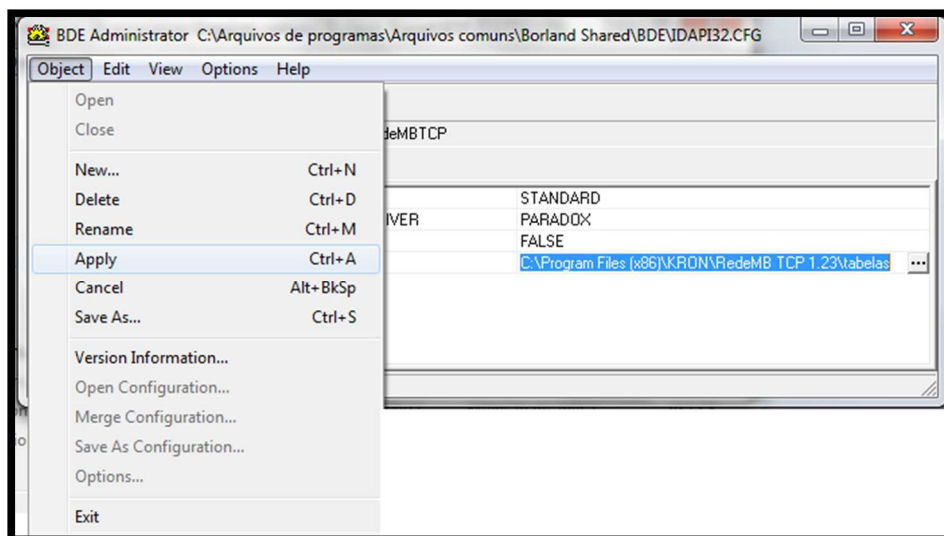 BDE Administrator C:\Arquivos de programas\Arquivos comuns\Borland Shared\BDE\IDAPI32.CFG
Object Edit View Options Help
Open
Close
New... Ctrl+N
Delete Ctrl+D
Rename Ctrl+M
Apply Ctrl+A
Cancel Alt+BkSp
Save As... Ctrl+S
Version Information...
Open Configuration...
Merge Configuration...
Save As Configuration...
Options...
Exit
deMBTCP
STANDARD
IVER PARADOX
FALSE
C:\Program Files (x86)\KRON\RedeMB TCP 1.23\tabelas ...